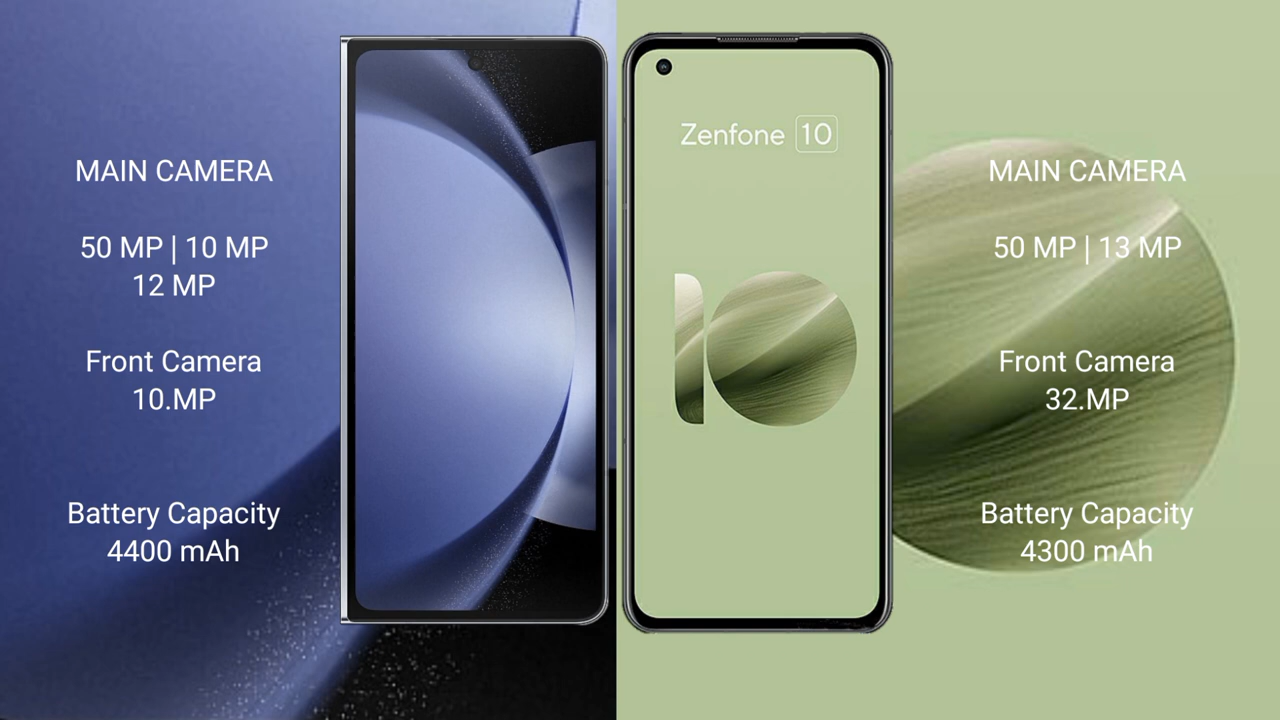 MAIN CAMERA
50 MP | 10 MP
12 MP
Front Camera
10.MP
Battery Capacity
4400 mAh
Zenfone 10
10
MAIN CAMERA
50 MP | 13 MP
Front Camera
32.MP
Battery Capacity
4300 mAh